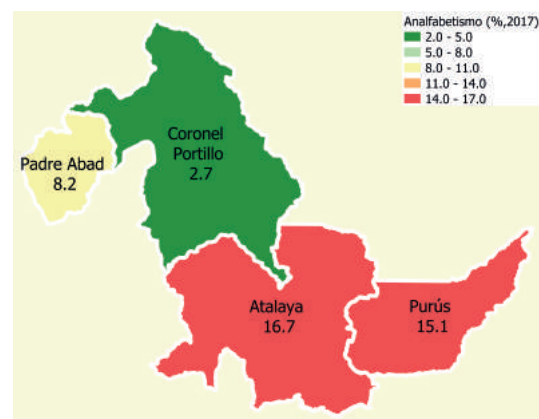 Analfabetismo (%,2017)
2.0 - 5.0
5.0 - 8.0
8.0 - 11.0
11.0 - 14.0
14.0 - 17.0
Coronel
Portillo
2.7
Padre Abad
8.2
Atalaya
16.7
Purús
15.1